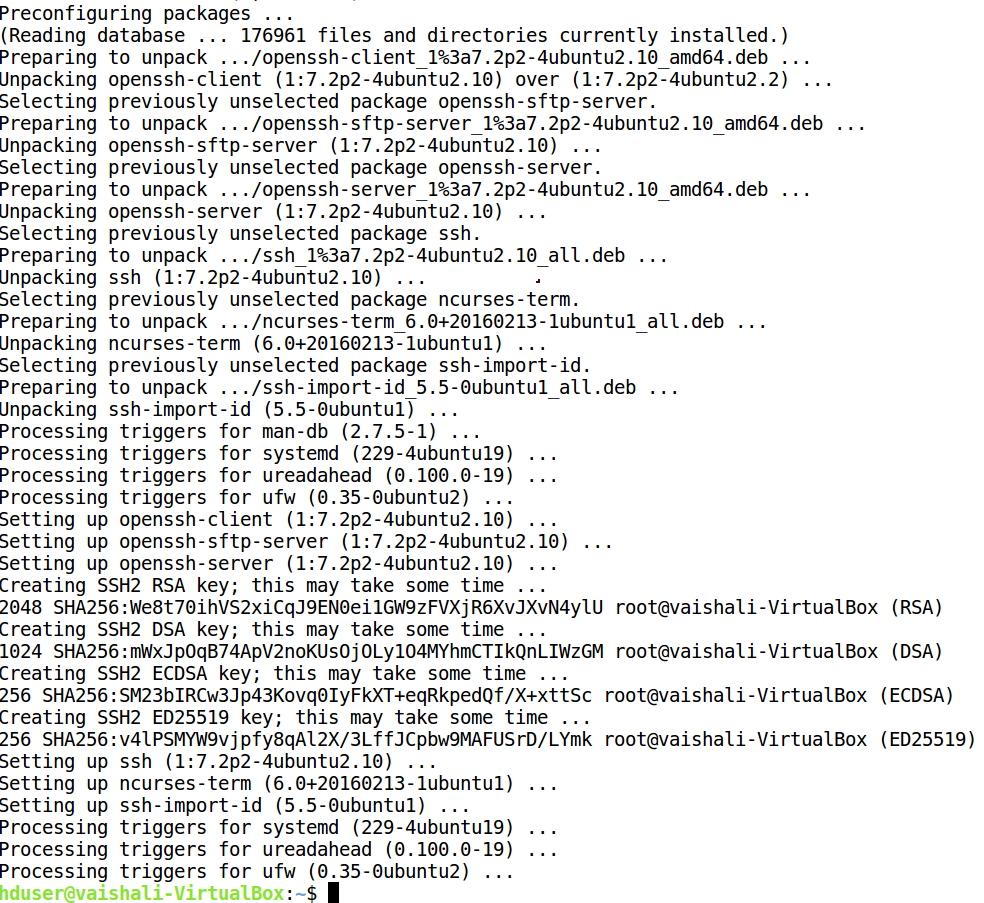 Preconfiguring packages ...
(Reading database ... 176961 files and directories currently installed.)
Preparing to unpack .../openssh-client_1%3a7.2p2-4ubuntu2.10_amd64.deb ...
Unpacking openssh-client (1:7.2p2-4ubuntu2.10) over (1:7.2p2-4ubuntu2.2) ...
Selecting previously unselected package openssh-sftp-server.
Preparing to unpack .../openssh-sftp-server_1%3a7.2p2-4ubuntu2.10_amd64.deb ...
Unpacking openssh-sftp-server (1:7.2p2-4ubuntu2.10) ...
Selecting previously unselected package openssh-server.
Preparing to unpack .../openssh-server_1%3a7.2p2-4ubuntu2.10_amd64.deb ...
Unpacking openssh-server (1:7.2p2-4ubuntu2.10) ...
Selecting previously unselected package ssh.
Preparing to unpack .../ssh_1%3a7.2p2-4ubuntu2.10_all.deb ...
Unpacking ssh (1:7.2p2-4ubuntu2.10) ...
Selecting previously unselected package ncurses-term.
Preparing to unpack .../ncurses-term_6.0+20160213-1ubuntu1_all.deb ...
Unpacking ncurses-term (6.0+20160213-1ubuntu1) ...
Selecting previously unselected package ssh-import-id.
Preparing to unpack .../ssh-import-id_5.5-0ubuntu1_all.deb ...
Unpacking ssh-import-id (5.5-0ubuntu1) ...
Processing triggers for man-db (2.7.5-1) ...
Processing triggers for systemd (229-4ubuntu19) ...
Processing triggers for ureadahead (0.100.0-19) ...
Processing triggers for ufw (0.35-0ubuntu2) ...
Setting up openssh-client (1:7.2p2-4ubuntu2.10) ...
Setting up openssh-sftp-server (1:7.2p2-4ubuntu2.10) ...
Setting up openssh-server (1:7.2p2-4ubuntu2.10) ...
Creating SSH2 RSA key; this may take some time ...
2048 SHA256:We8t70ihVS2xiCqJ9EN0ei1GW9zFVXjR6XvJXvN4ylU root@vaishali-VirtualBox (RSA)
Creating SSH2 DSA key; this may take some time ...
1024 SHA256:mWxJpOqB74ApV2noKUsOjOLy1O4MYhmCTIkQnLIWzGM root@vaishali-VirtualBox (DSA)
Creating SSH2 ECDSA key; this may take some time ...
256 SHA256:SM23bIRCw3Jp43Kovq0IyFkXT+eqRkpedQf/X+xttSc root@vaishali-VirtualBox (ECDSA)
Creating SSH2 ED25519 key; this may take some time ...
256 SHA256:v4lPSMYW9vjpfy8qAl2X/3LffJCpbw9MAFUSrD/LYmk root@vaishali-VirtualBox (ED25519)
Setting up ssh (1:7.2p2-4ubuntu2.10) ...
Setting up ncurses-term (6.0+20160213-1ubuntu1) ...
Setting up ssh-import-id (5.5-0ubuntu1) ...
Processing triggers for systemd (229-4ubuntu19) ...
Processing triggers for ureadahead (0.100.0-19) ...
Processing triggers for ufw (0.35-0ubuntu2) ...
hduser@vaishali-VirtualBox:~$